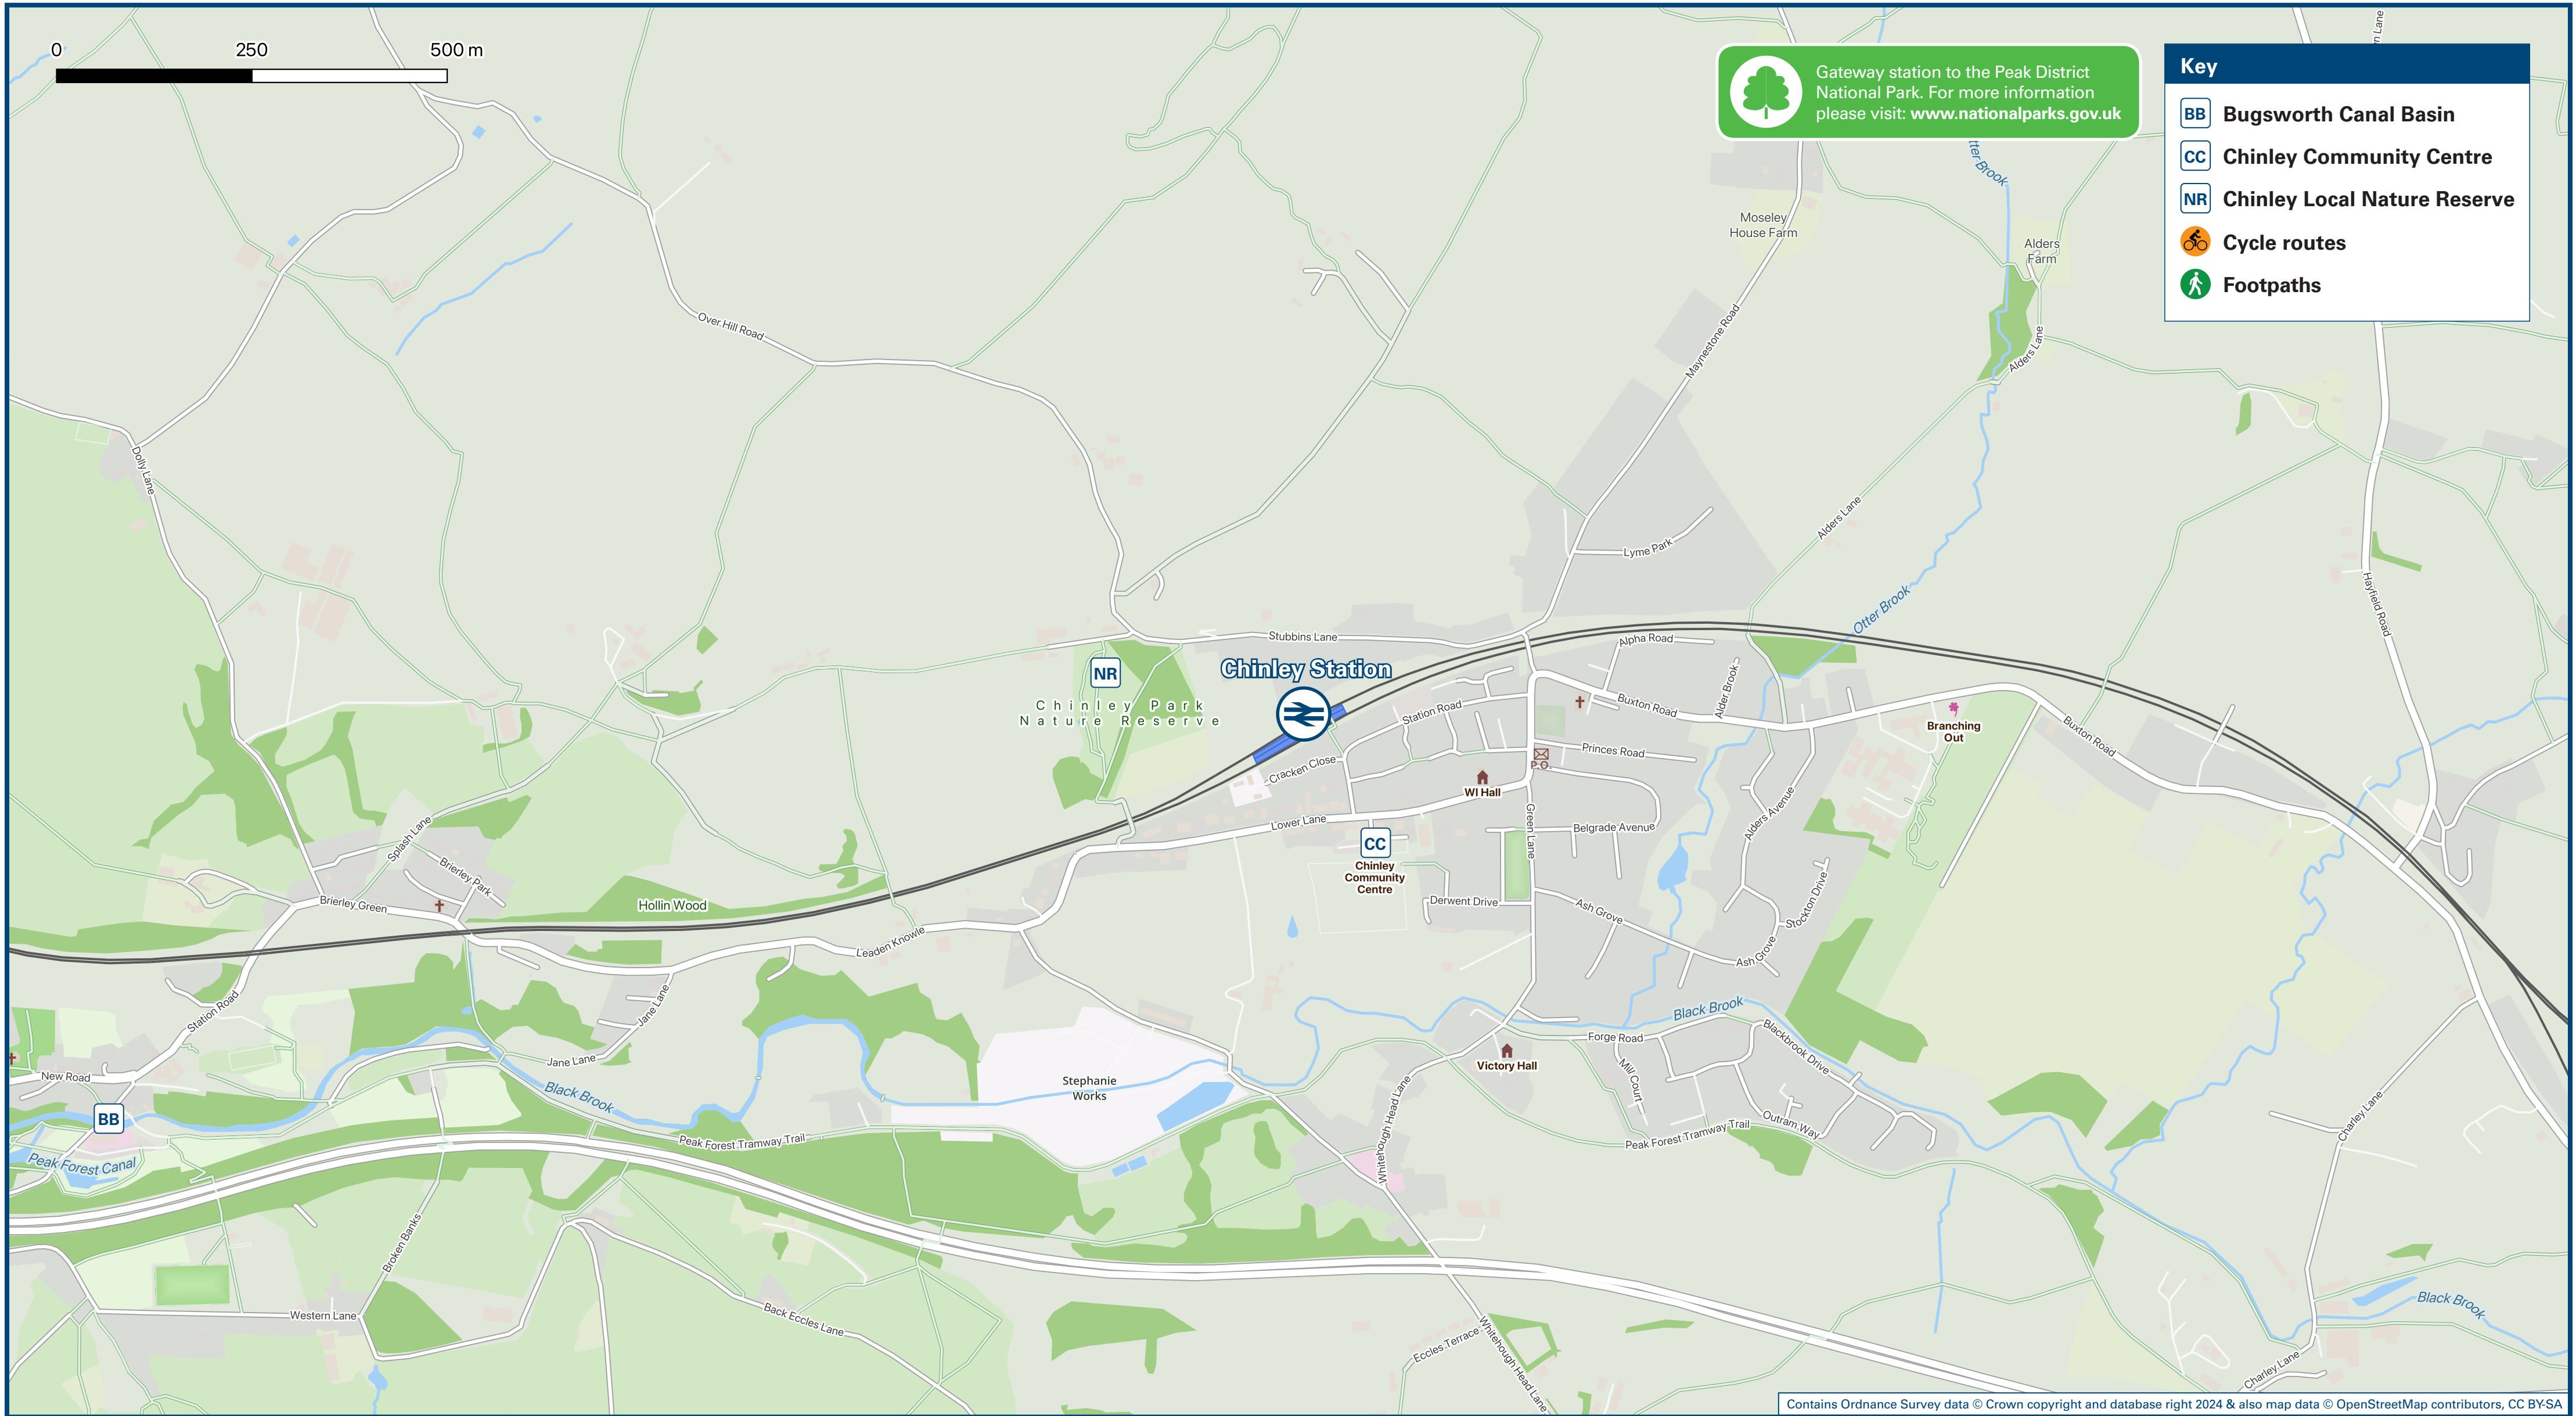 0 250 500 m
Gateway station to the Peak District
National Park. For more information
please visit: www.nationalparks.gov.uk
Key
BB Bugsworth Canal Basin
CC Chinley Community Centre
NR Chinley Local Nature Reserve
Cycle routes
Footpaths
n Lane
tter Brook
Moseley
House Farm
Alders
Farm
Over Hill Road
Maynestone Road
Alders Lane
Dolly Lane
Alders Lane
Lyme Park
Otter Brook
Hayfield Road
Stubbins Lane
Alpha Road
NR
Chinley Station
Chinley Park
Nature Reserve
Station Road
Buxton Road
Alder Brook
Branching
Out
Buxton Road
Princes Road
P.O.
Cracken Close
WI Hall
Lower Lane
Green Lane
Belgrade Avenue
Alders Avenue
Splash Lane
Brierley Park
CC
Chinley
Community
Centre
Brierley Green
Hollin Wood
Derwent Drive
Ash Grove
Stockton Drive
Leaden Knowle
Ash Grove
Station Road
Jane Lane
Black Brook
Forge Road
Blackbrook Drive
Jane Lane
New Road
Victory Hall
Stephanie
Works
Mill Court
Black Brook
BB
Whitehough Head Lane
Outram Way
Charley Lane
Peak Forest Tramway Trail
Peak Forest Tramway Trail
Peak Forest Canal
Broken Banks
Western Lane
Back Eccles Lane
Black Brook
Eccles Terrace
Whitehough Head Lane
Charley Lane
Contains Ordnance Survey data © Crown copyright and database right 2024 & also map data © OpenStreetMap contributors, CC BY-SA